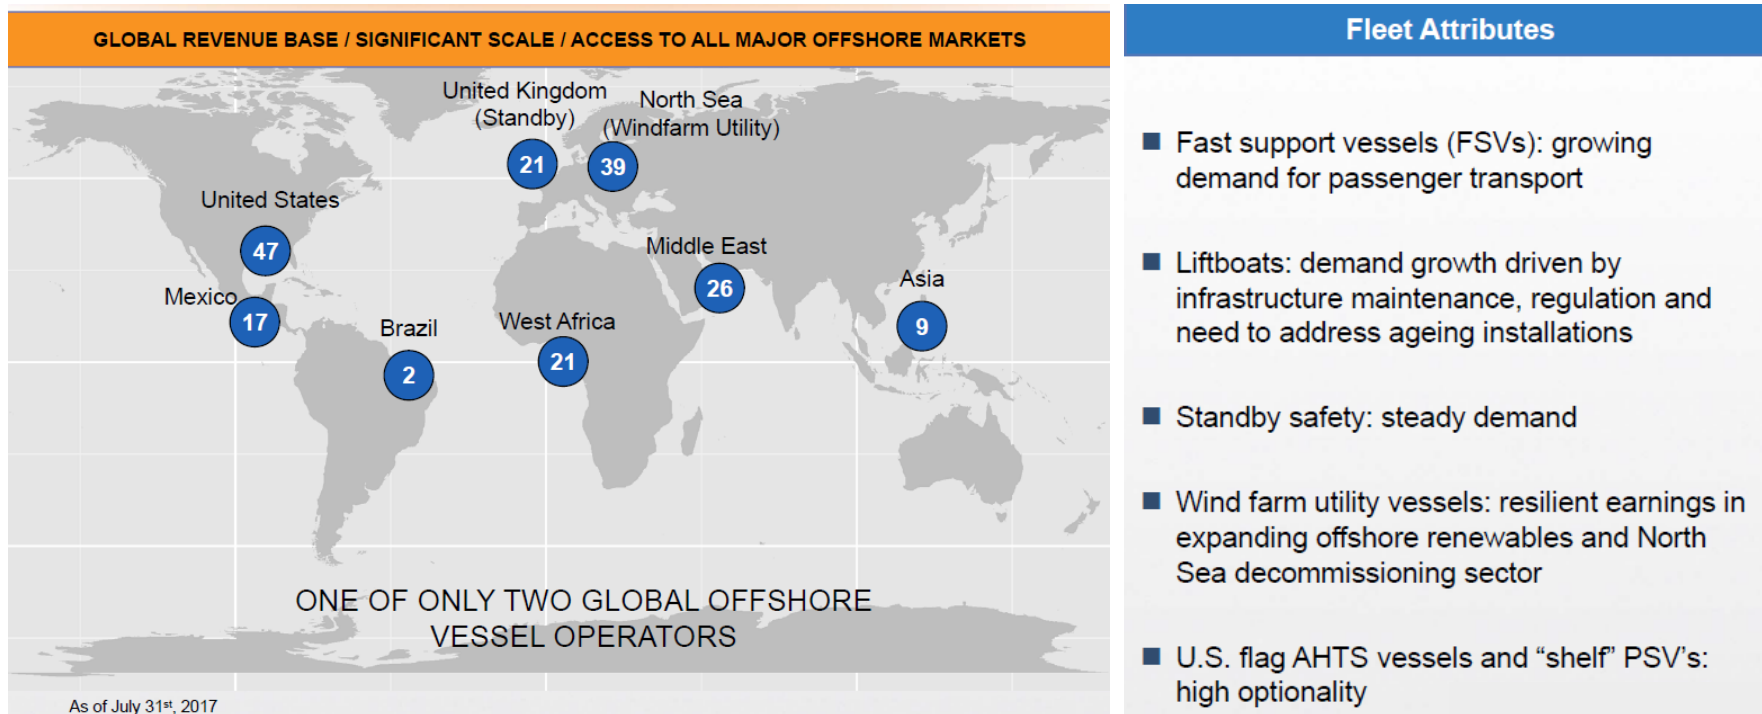 GLOBAL REVENUE BASE / SIGNIFICANT SCALE / ACCESS TO ALL MAJOR OFFSHORE MARKETS
United Kingdom
(Standby)
21
North Sea
(Windfarm Utility)
39
United States
47
Mexico
17
Brazil
2
West Africa
21
Middle East
26
Asia
9
ONE OF ONLY TWO GLOBAL OFFSHORE
VESSEL OPERATORS
As of July 31st, 2017
Fleet Attributes
■ Fast support vessels (FSVs): growing
demand for passenger transport
■ Liftboats: demand growth driven by
infrastructure maintenance, regulation and
need to address ageing installations
■ Standby safety: steady demand
■ Wind farm utility vessels: resilient earnings in
expanding offshore renewables and North
Sea decommissioning sector
■ U.S. flag AHTS vessels and “shelf” PSV’s:
high optionality